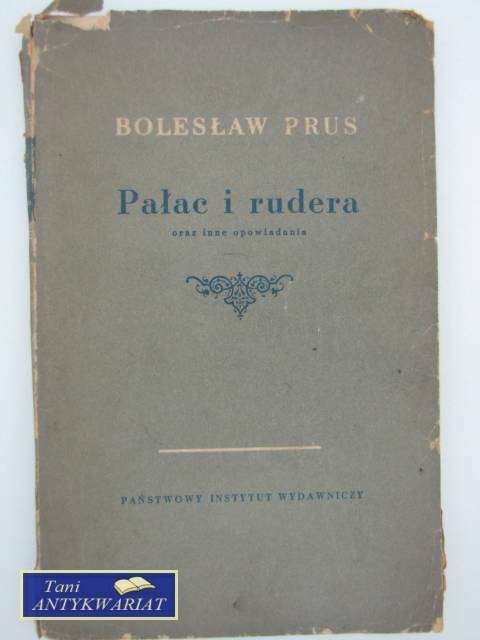 BOLESŁAW PRUS
Pałac i rudera
oraz inne opowiadania
PAŃSTWOWY INSTYTUT WYDAWNICZY
Tani
ANTYKWARIAT